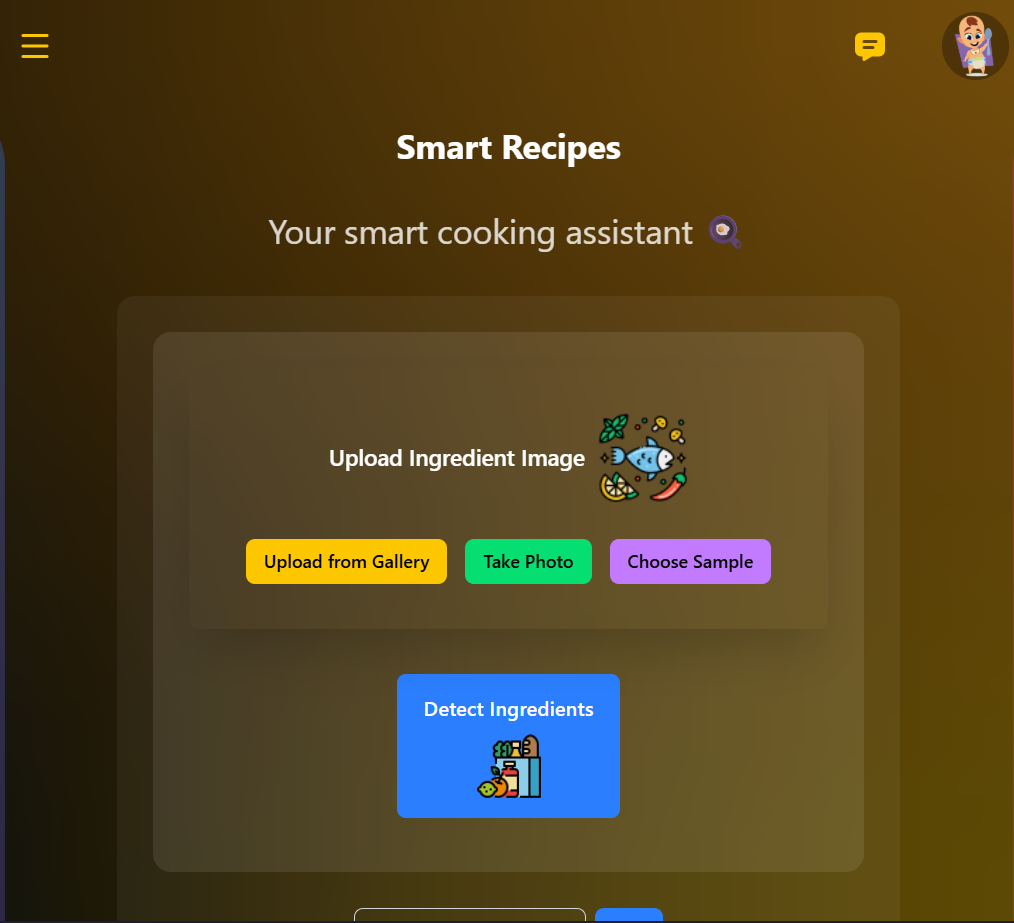 Smart Recipes
Your smart cooking assistant
Upload Ingredient Image
Upload from Gallery
Take Photo
Choose Sample
Detect Ingredients